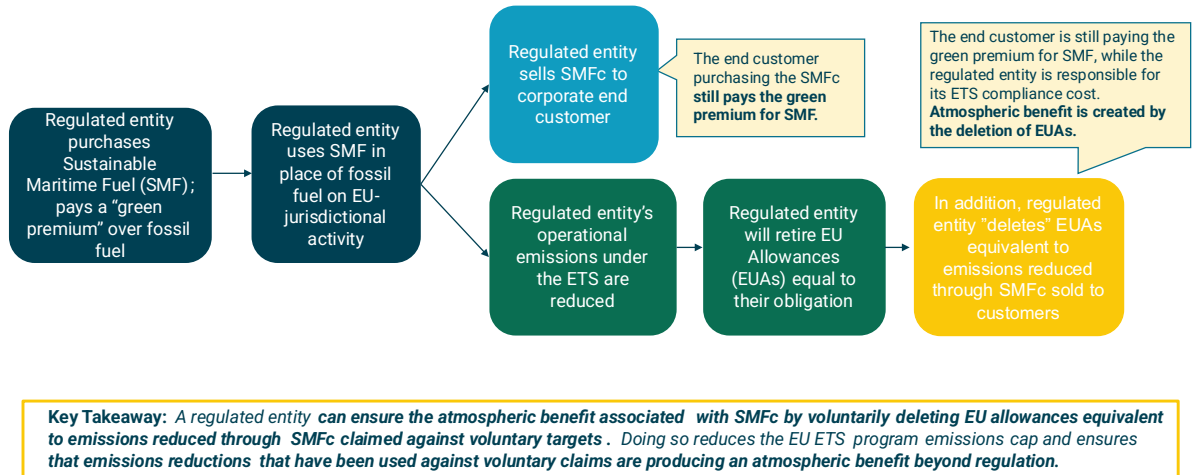 Regulated entity
purchases
Sustainable
Maritime Fuel (SMF);
pays a “green
premium” over fossil
fuel
Regulated entity
uses SMF in
place of fossil
fuel on EU-
jurisdictional
activity
Regulated entity
sells SMFc to
corporate end
customer
The end customer
purchasing the SMFc
still pays the green
premium for SMF.
Regulated entity’s
operational
emissions under
the ETS are
reduced
Regulated entity
will retire EU
Allowances
(EUAs) equal to
their obligation
The end customer is still paying the
green premium for SMF, while the
regulated entity is responsible for
its ETS compliance cost.
Atmospheric benefit is created by
the deletion of EUAs.
In addition, regulated
entity ”deletes” EUAs
equivalent to
emissions reduced
through SMFc sold to
customers
Key Takeaway: A regulated entity can ensure the atmospheric benefit associated with SMFc by voluntarily deleting EU allowances equivalent
to emissions reduced through SMFc claimed against voluntary targets . Doing so reduces the EU ETS program emissions cap and ensures
that emissions reductions that have been used against voluntary claims are producing an atmospheric benefit beyond regulation.